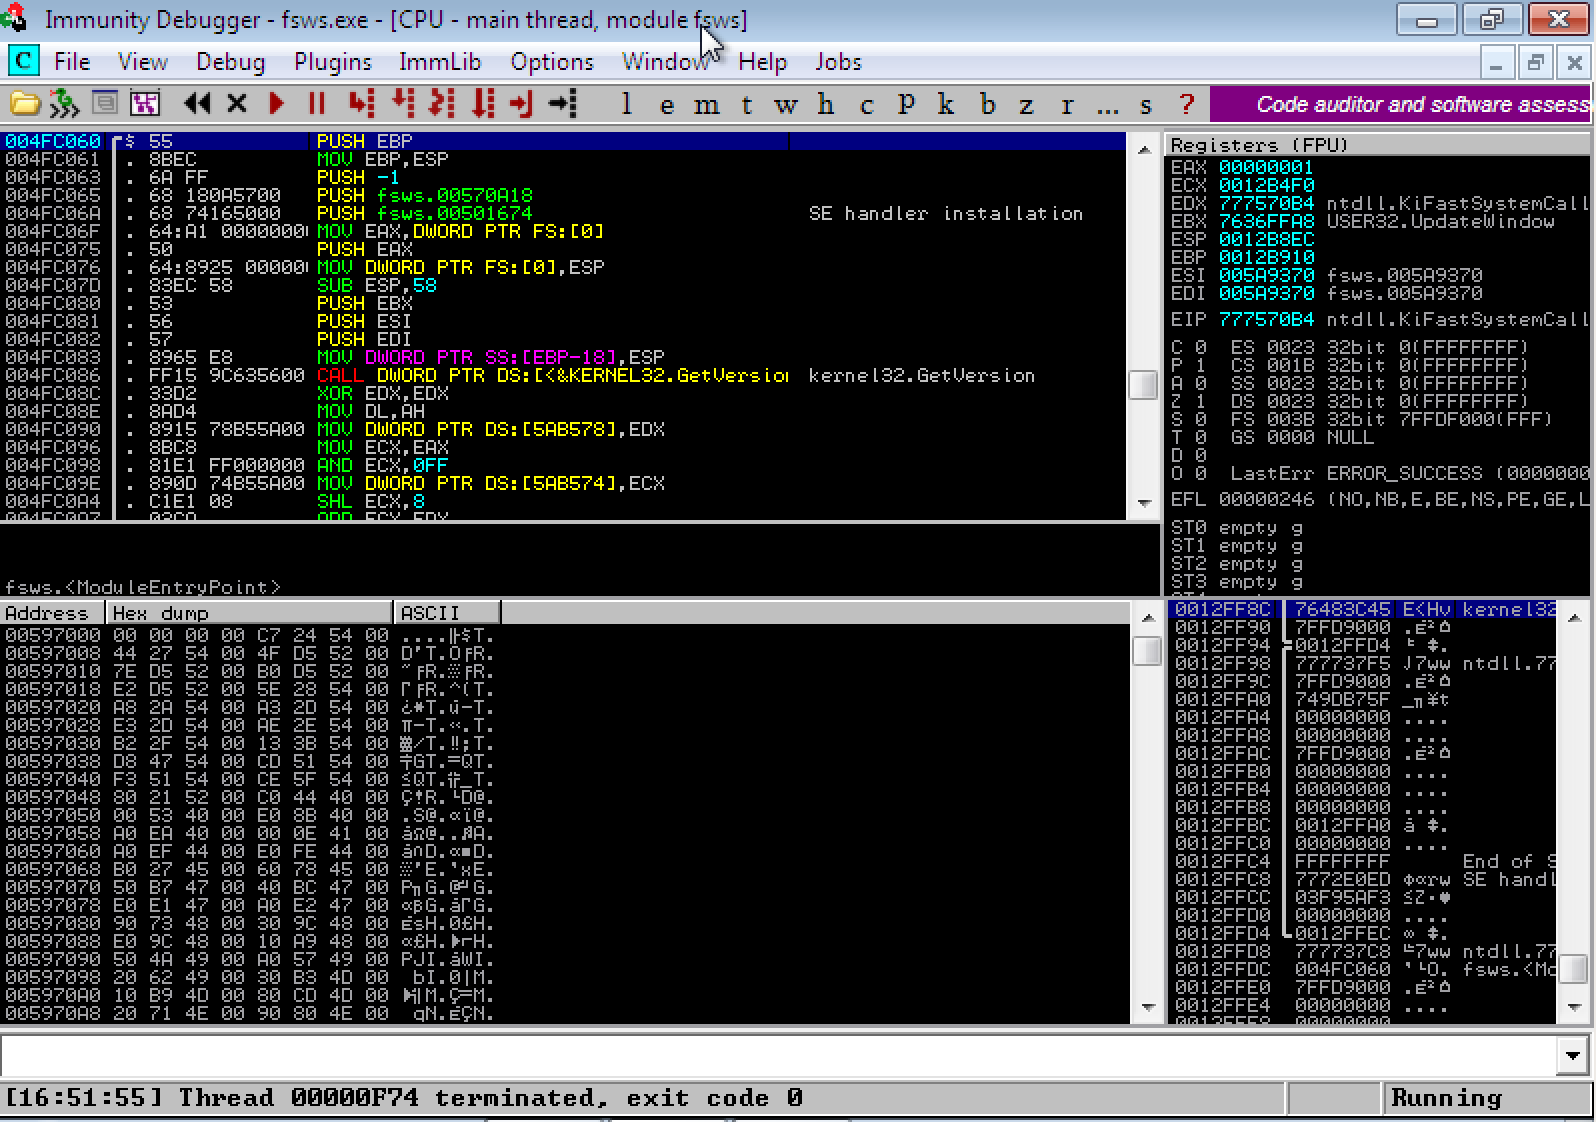 Immunity Debugger - fsws.exe - [CPU - main thread, module fsws]
C File View Debug Plugins ImmLib Options Window Help Jobs
l e m t w h c P k b z r ... s ? Code auditor and software assess
004FC060 $ 55 PUSH EBP
004FC061 . 8BEC MOV EBP,ESP
004FC063 . 6A FF PUSH -1
004FC065 . 68 180A5700 PUSH fsws.00570A18
004FC06A . 68 74165000 PUSH fsws.00501674 SE handler installation
004FC06F . 64:A1 00000000 MOV EAX,DWORD PTR FS:[0]
004FC075 . 50 PUSH EAX
004FC076 . 64:8925 00000 MOV DWORD PTR FS:[0],ESP
004FC07D . 83EC 58 SUB ESP,58
004FC080 . 53 PUSH EBX
004FC081 . 56 PUSH ESI
004FC082 . 57 PUSH EDI
004FC083 . 8965 E8 MOV DWORD PTR SS:[EBP-18],ESP
004FC086 . FF15 9C635600 CALL DWORD PTR DS:[<&KERNEL32.GetVersion kernel32.GetVersion
004FC08C . 33D2 XOR EDX,EDX
004FC08E . 8AD4 MOV DL,AH
004FC090 . 8915 78B55A00 MOV DWORD PTR DS:[5AB578],EDX
004FC096 . 8BC8 MOV ECX,EAX
004FC098 . 81E1 FF000000 AND ECX,0FF
004FC09E . 890D 74B55A00 MOV DWORD PTR DS:[5AB574],ECX
004FC0A4 . C1E1 08 SHL ECX,8
004FC0A7 . 03CA ADD ECX,EDX
fsws.<ModuleEntryPoint>
Registers (FPU)
EAX 00000001
ECX 0012B4F0
EDX 777570B4 ntdll.KiFastSystemCall
EBX 7636FFA8 USER32.UpdateWindow
ESP 0012B8EC
EBP 0012B910
ESI 005A9370 fsws.005A9370
EDI 005A9370 fsws.005A9370
EIP 777570B4 ntdll.KiFastSystemCall
C 0 ES 0023 32bit 0(FFFFFFFF)
P 1 CS 001B 32bit 0(FFFFFFFF)
A 0 SS 0023 32bit 0(FFFFFFFF)
Z 1 DS 0023 32bit 0(FFFFFFFF)
S 0 FS 003B 32bit 7FFDF000(FFF)
T 0 GS 0000 NULL
D 0
O 0 LastErr ERROR_SUCCESS (0000000
EFL 00000246 (NO,NB,E,BE,NS,PE,GE,L
ST0 empty g
ST1 empty g
ST2 empty g
ST3 empty g
Address Hex dump ASCII
00597000 00 00 00 00 C7 24 54 00
00597008 44 27 54 00 4F D5 52 00
00597010 7E D5 52 00 B0 D5 52 00
00597018 E2 D5 52 00 5E 28 54 00
00597020 A8 2A 54 00 A3 2D 54 00
00597028 E3 2D 54 00 AE 2E 54 00
00597030 B2 2F 54 00 13 3B 54 00
00597038 D8 47 54 00 CD 51 54 00
00597040 F3 51 54 00 CE 5F 54 00
00597048 80 21 52 00 C0 44 40 00
00597050 00 53 40 00 E0 8B 40 00
00597058 A0 EA 40 00 00 0E 41 00
00597060 A0 EF 44 00 E0 FE 44 00
00597068 B0 27 45 00 60 78 45 00
00597070 50 B7 47 00 40 BC 47 00
00597078 E0 E1 47 00 A0 E2 47 00
00597080 90 73 48 00 30 9C 48 00
00597088 E0 9C 48 00 10 A9 48 00
00597090 50 4A 49 00 A0 57 49 00
00597098 20 62 49 00 30 B3 4D 00
005970A0 10 B9 4D 00 80 CD 4D 00
005970A8 20 71 4E 00 90 80 4E 00
0012FF8C 76483C45 E<Hv kernel32
0012FF90 7FFD9000
0012FF94 0012FFD4
0012FF98 777737F5 ntdll.77
0012FF9C 7FFD9000
0012FFA0 749DB75F
0012FFA4 00000000 ....
0012FFA8 00000000 ....
0012FFAC 7FFD9000
0012FFB0 00000000 ....
0012FFB4 00000000 ....
0012FFB8 00000000 ....
0012FFBC 0012FFA0
0012FFC0 00000000 ....
0012FFC4 FFFFFFFF End of S
0012FFC8 7772E0ED SE handl
0012FFCC 03F95AF3
0012FFD0 00000000 ....
0012FFD4 0012FFEC
0012FFD8 777737C8 ntdll.77
0012FFDC 004FC060 fsws.<Mo
0012FFE0 7FFD9000
0012FFE4 00000000 ....
[16:51:55] Thread 00000F74 terminated, exit code 0 Running